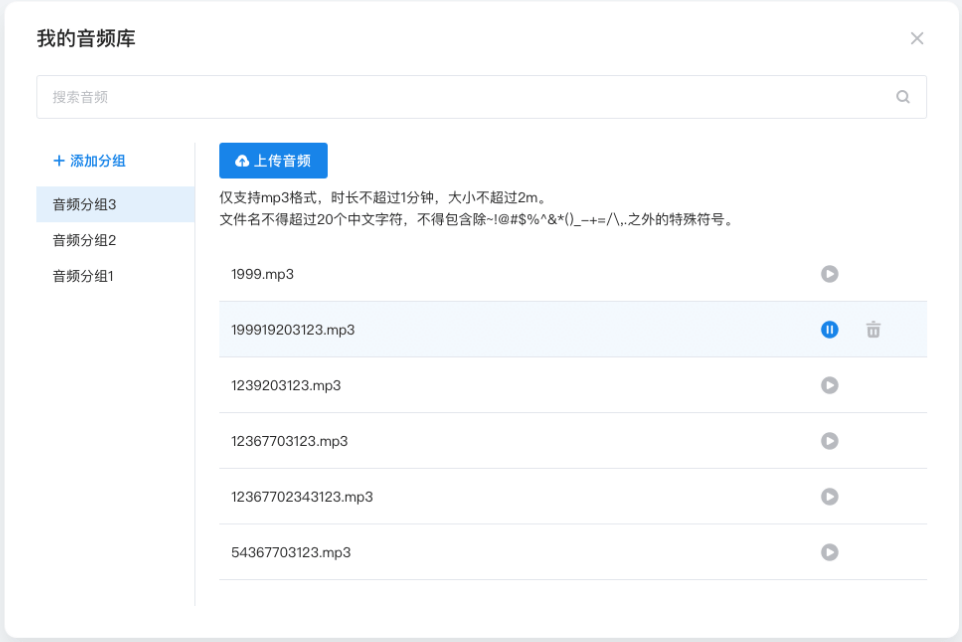 我的音频库
搜索音频
添加分组
音频分组3
音频分组2
音频分组1
上传音频
仅支持mp3格式，时长不超过1分钟，大小不超过2m。
文件名不得超过20个中文字符，不得包含除~!@#$%^&*()_-+=/\,.之外的特殊符号。
1999.mp3
199919203123.mp3
1239203123.mp3
12367703123.mp3
12367702343123.mp3
54367703123.mp3